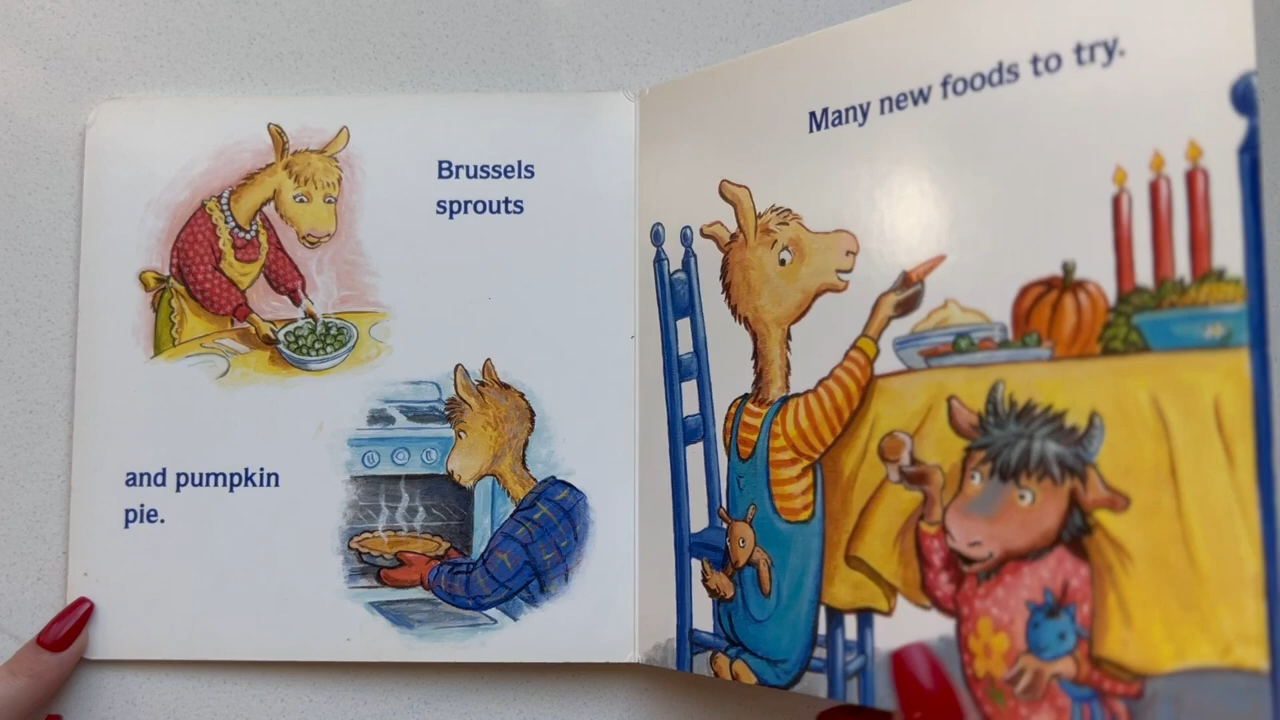 Brussels
sprouts
and pumpkin
pie.
Many new foods to try.